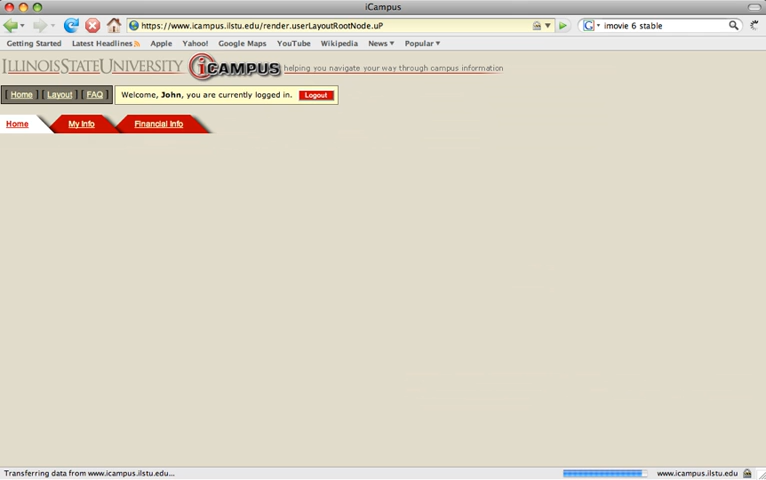 iCampus
https://www.icampus.ilstu.edu/render.userLayoutRootNode.uP
imovie 6 stable
Getting Started Latest Headlines Apple Yahoo! Google Maps YouTube Wikipedia News Popular
ILLINOIS STATE UNIVERSITY iCAMPUS helping you navigate your way through campus information
[ Home ] [ Layout ] [ FAQ ] Welcome, John, you are currently logged in. Logout
Home My Info Financial Info
Transferring data from www.icampus.ilstu.edu... www.icampus.ilstu.edu